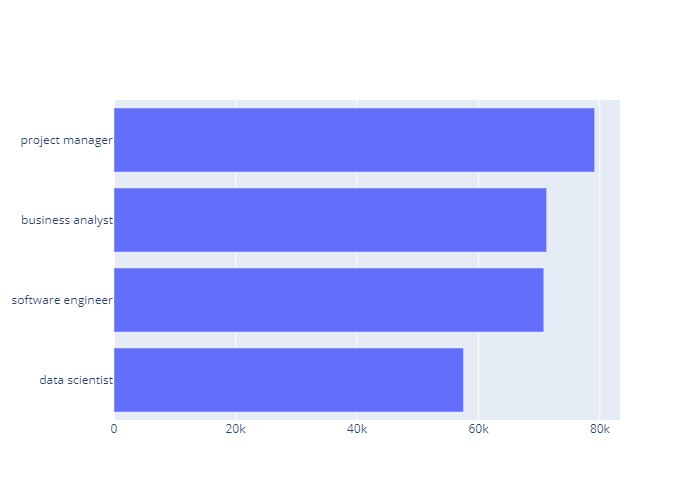 project manager
business analyst
software engineer
data scientist
0 20k 40k 60k 80k